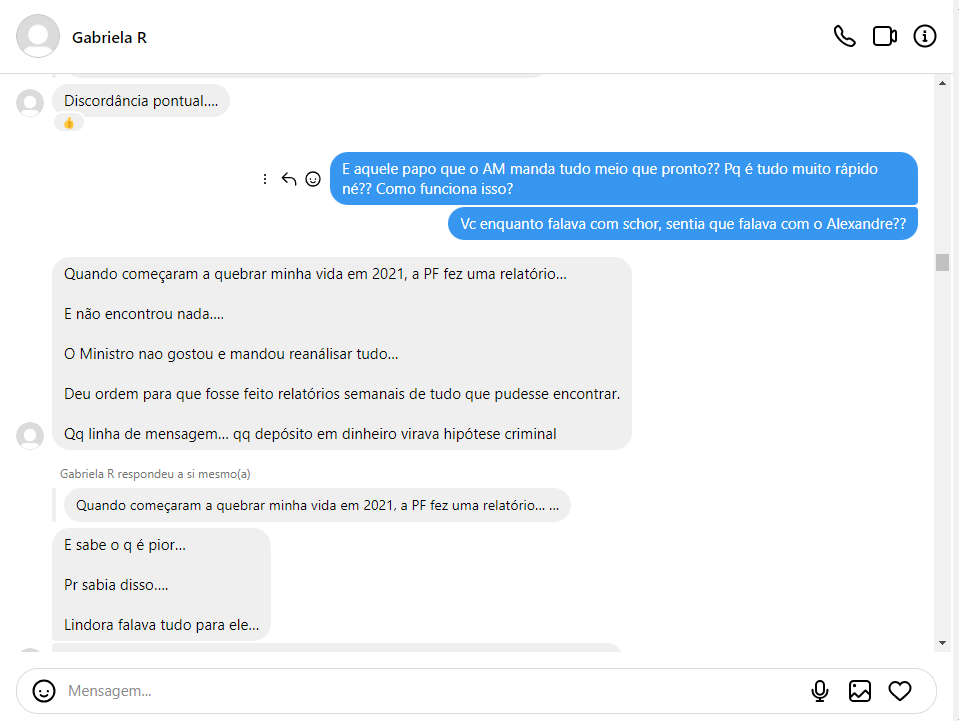 Gabriela R
Discordância pontual....
E aquele papo que o AM manda tudo meio que pronto?? Pq é tudo muito rápido
né?? Como funciona isso?
Vc enquanto falava com schor, sentia que falava com o Alexandre??
Quando começaram a quebrar minha vida em 2021, a PF fez uma relatório...
E não encontrou nada....
O Ministro nao gostou e mandou reanálisar tudo...
Deu ordem para que fosse feito relatórios semanais de tudo que pudesse encontrar.
Qq linha de mensagem... qq depósito em dinheiro virava hipótese criminal
Gabriela R respondeu a si mesmo(a)
Quando começaram a quebrar minha vida em 2021, a PF fez uma relatório... ...
E sabe o q é pior...
Pr sabia disso....
Lindora falava tudo para ele...
Mensagem...